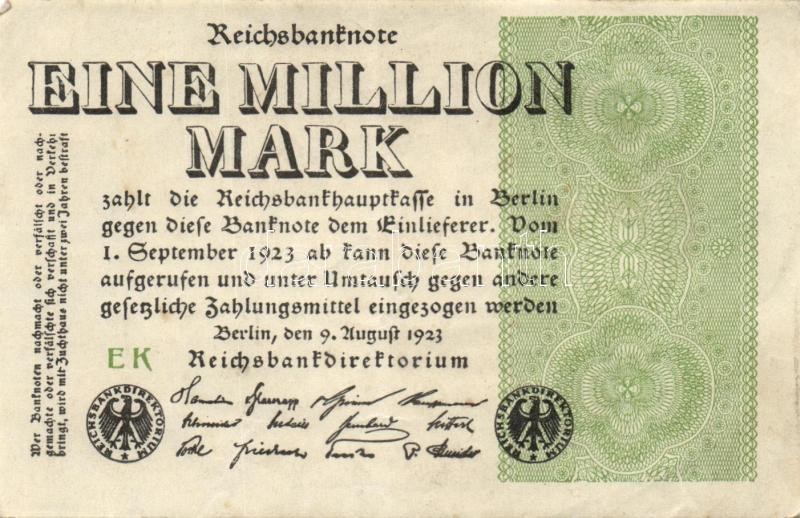 Reichsbanknote
EINE MILLION
MARK
zahlt die Reichsbankhauptkasse in Berlin
gegen diese Banknote dem Einlieferer. Vom
1. September 1923 ab kann diese Banknote
aufgerufen und unter Umtausch gegen andere
gesetzliche Zahlungsmittel eingezogen werden
Berlin, den 9. August 1923
EK Reichsbankdirektorium
Wer Banknoten nachmacht oder verfälscht oder nach-
gemachte oder verfälschte sich verschafft und in Verkehr
bringt, wird mit Zuchthaus nicht unter zwei Jahren bestraft
REICHSBANKDIREKTORIUM
REICHSBANKDIREKTORIUM